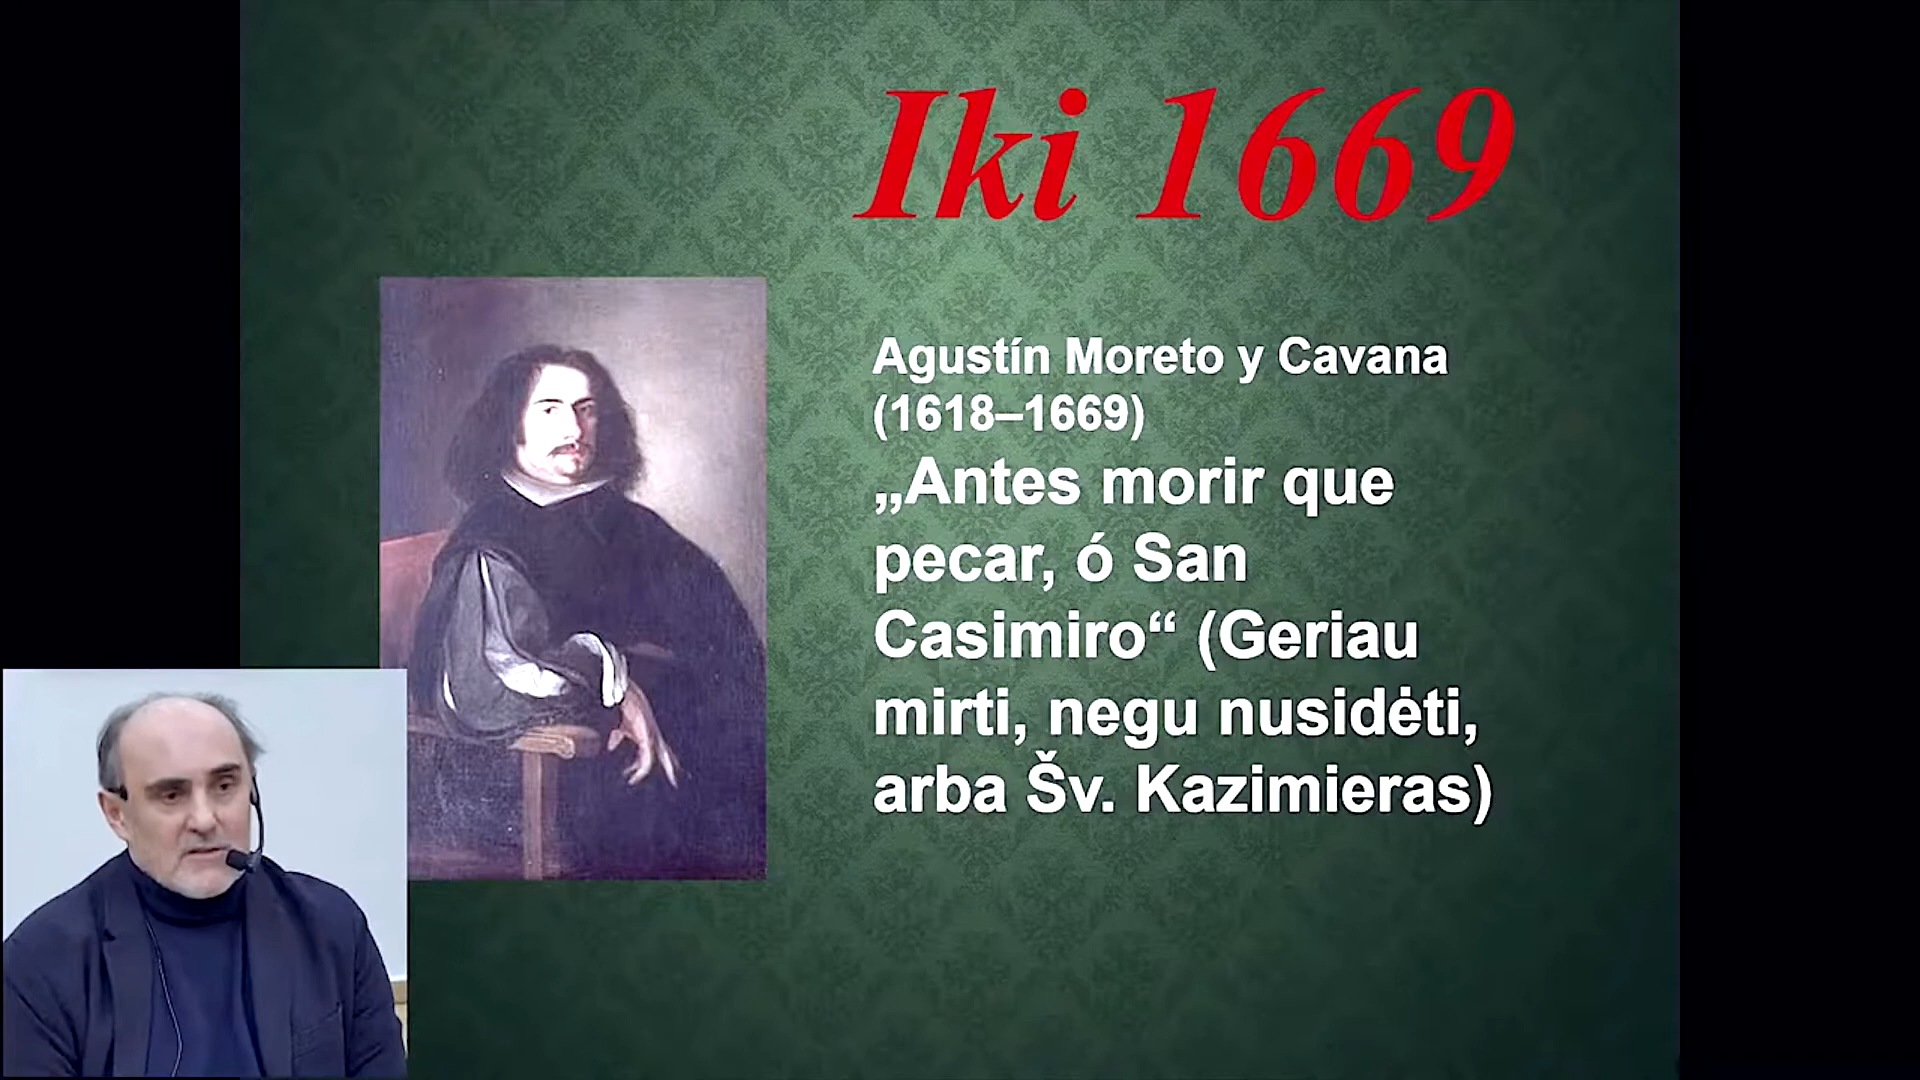 Iki 1669
Agustín Moreto y Cavana
(1618–1669)
„Antes morir que
pecar, ó San
Casimiro“ (Geriau
mirti, negu nusidėti,
arba Šv. Kazimieras)